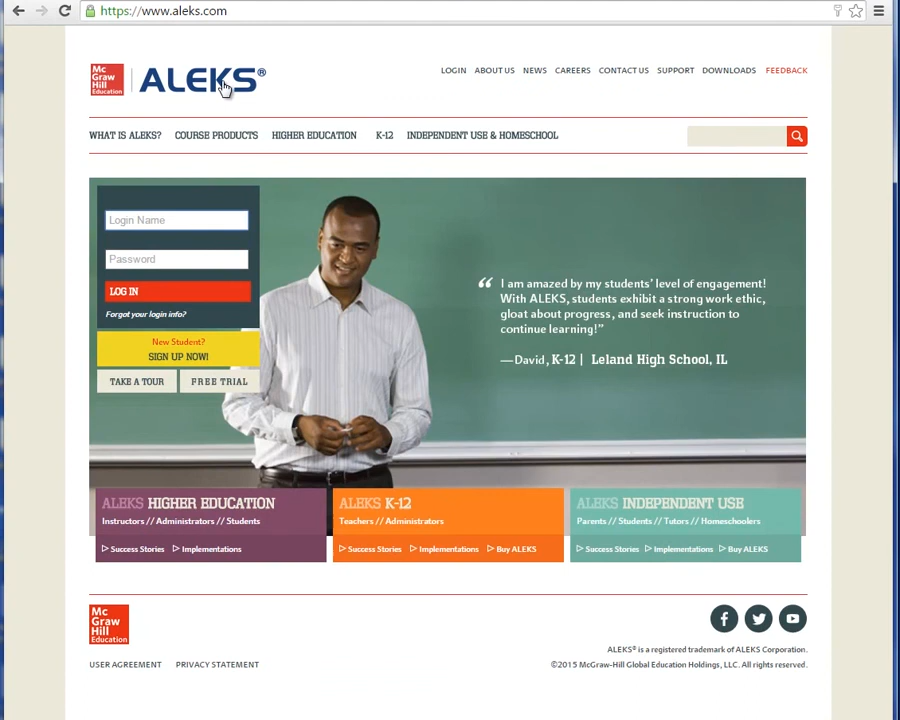 https://www.aleks.com
Mc
Graw
Hill
Education
ALEKS®
LOGIN ABOUT US NEWS CAREERS CONTACT US SUPPORT DOWNLOADS FEEDBACK
WHAT IS ALEKS? COURSE PRODUCTS HIGHER EDUCATION K-12 INDEPENDENT USE & HOMESCHOOL
Login Name
Password
LOG IN
Forgot your login info?
New Student?
SIGN UP NOW!
TAKE A TOUR FREE TRIAL
“ I am amazed by my students’ level of engagement!
With ALEKS, students exhibit a strong work ethic,
gloat about progress, and seek instruction to
continue learning!”
—David, K-12 | Leland High School, IL
ALEKS HIGHER EDUCATION
Instructors // Administrators // Students
Success Stories Implementations
ALEKS K-12
Teachers // Administrators
Success Stories Implementations Buy ALEKS
ALEKS INDEPENDENT USE
Parents // Students // Tutors // Homeschoolers
Success Stories Implementations Buy ALEKS
Mc
Graw
Hill
Education
USER AGREEMENT PRIVACY STATEMENT
ALEKS® is a registered trademark of ALEKS Corporation.
©2015 McGraw-Hill Global Education Holdings, LLC. All rights reserved.